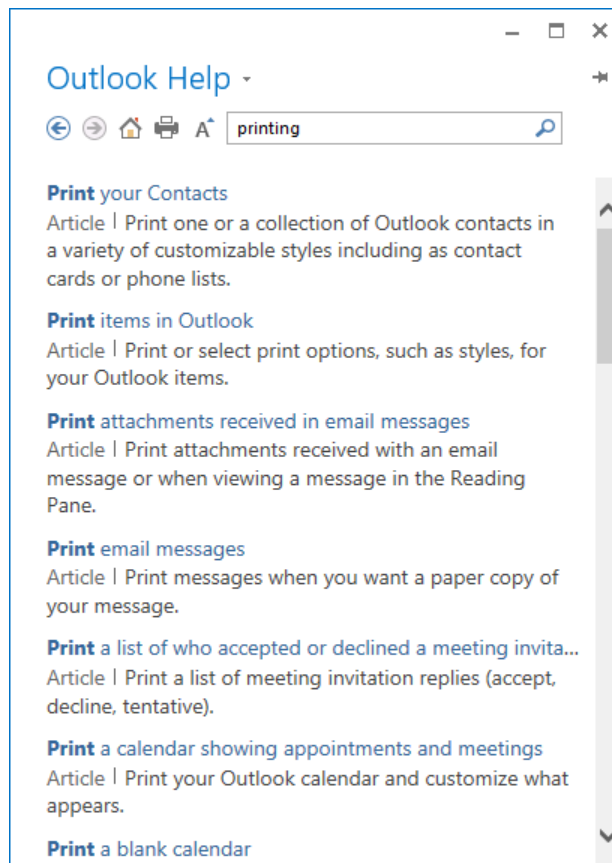 Outlook Help
A
printing
Print your Contacts
Article | Print one or a collection of Outlook contacts in
a variety of customizable styles including as contact
cards or phone lists.
Print items in Outlook
Article | Print or select print options, such as styles, for
your Outlook items.
Print attachments received in email messages
Article | Print attachments received with an email
message or when viewing a message in the Reading
Pane.
Print email messages
Article | Print messages when you want a paper copy of
your message.
Print a list of who accepted or declined a meeting invita...
Article | Print a list of meeting invitation replies (accept,
decline, tentative).
Print a calendar showing appointments and meetings
Article | Print your Outlook calendar and customize what
appears.
Print a blank calendar